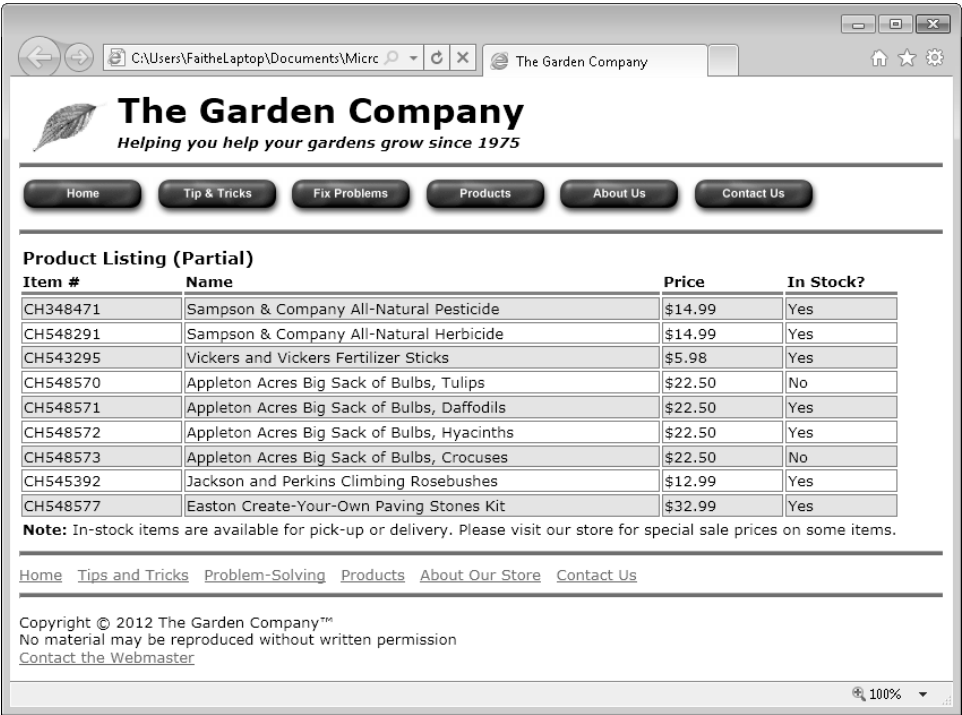 C:\Users\FaitheLaptop\Documents\Micrc
The Garden Company
The Garden Company
Helping you help your gardens grow since 1975
Home Tip & Tricks Fix Problems Products About Us Contact Us
Product Listing (Partial)
Item # Name Price In Stock?
CH348471 Sampson & Company All-Natural Pesticide $14.99 Yes
CH548291 Sampson & Company All-Natural Herbicide $14.99 Yes
CH543295 Vickers and Vickers Fertilizer Sticks $5.98 Yes
CH548570 Appleton Acres Big Sack of Bulbs, Tulips $22.50 No
CH548571 Appleton Acres Big Sack of Bulbs, Daffodils $22.50 Yes
CH548572 Appleton Acres Big Sack of Bulbs, Hyacinths $22.50 Yes
CH548573 Appleton Acres Big Sack of Bulbs, Crocuses $22.50 No
CH545392 Jackson and Perkins Climbing Rosebushes $12.99 Yes
CH548577 Easton Create-Your-Own Paving Stones Kit $32.99 Yes
Note: In-stock items are available for pick-up or delivery. Please visit our store for special sale prices on some items.
Home Tips and Tricks Problem-Solving Products About Our Store Contact Us
Copyright © 2012 The Garden Company™
No material may be reproduced without written permission
Contact the Webmaster
100%